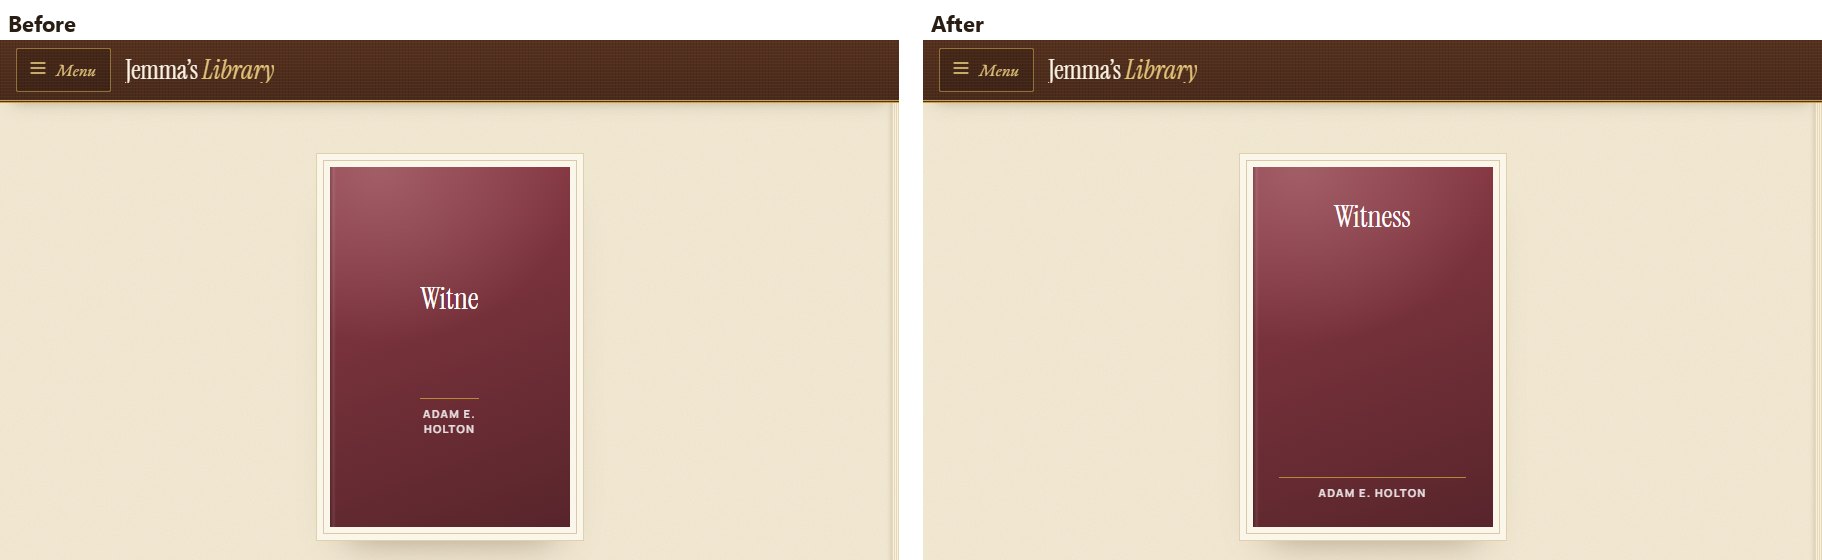 Before
Menu
Jemma’s Library
Witne
ADAM E.
HOLTON
After
Menu
Jemma’s Library
Witness
ADAM E. HOLTON